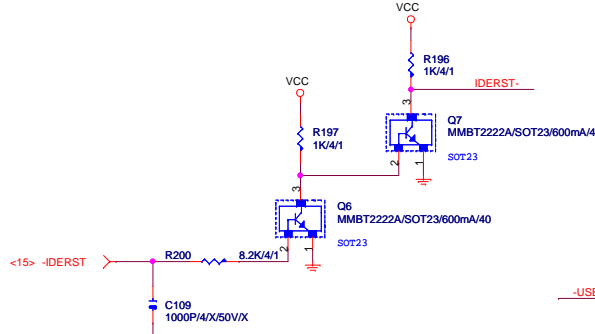 VCC
R196
1K/4/1
IDERST-
VCC
3
Q7
MMBT2222A/SOT23/600mA/4
R197
1K/4/1
2
1
SOT23
3
Q6
MMBT2222A/SOT23/600mA/40
2
1
SOT23
<15> -IDERST
R200
8.2K/4/1
C109
1000P/4/X/50V/X
-USB